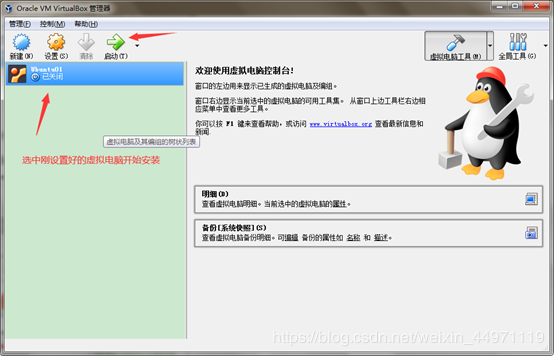 Oracle VM VirtualBox 管理器
管理(F) 控制(M) 帮助(H)
新建(N) 设置(S) 清除 启动(T) 虚拟电脑工具(M) 全局工具(G)
Ubuntu01
已关闭
虚拟电脑及其编组的树状列表
选中刚设置好的虚拟电脑开始安装
欢迎使用虚拟电脑控制台!
窗口的左边用来显示已生成的虚拟电脑及编组。
窗口右边显示当前选中的虚拟电脑的可用工具集。 从窗口上边工具栏右边相
应菜单中查看更多工具。
你可以按 F1 键来查看帮助，或访问 www.virtualbox.org 查看最新信息和
新闻.
明细(D)
查看虚拟电脑明细。当前选中的虚拟电脑的属性。
备份[系统快照](S)
查看虚拟电脑备份明细。可编辑 备份的属性如 名称 和 描述。
https://blog.csdn.net/weixin_44971119